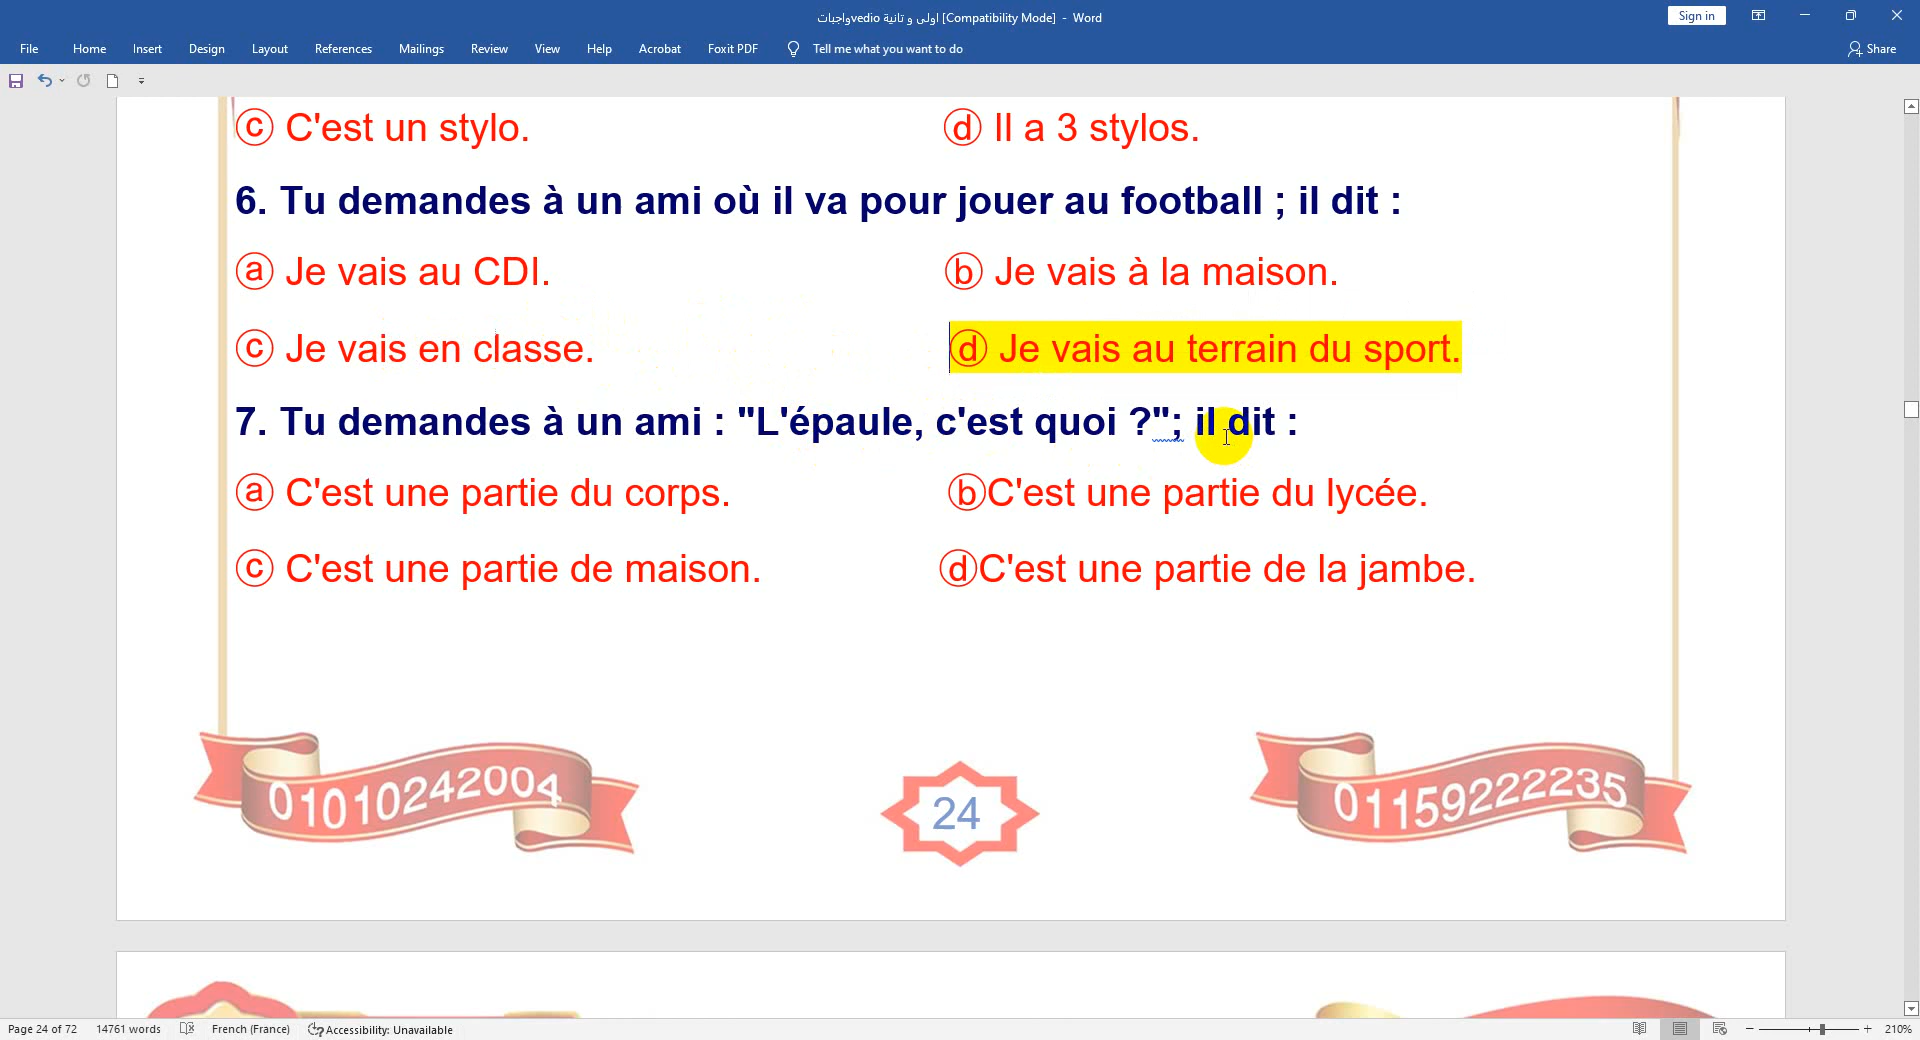 واجباتvedio اولى و ثانية [Compatibility Mode] - Word
Sign in
File Home Insert Design Layout References Mailings Review View Help Acrobat Foxit PDF Tell me what you want to do Share
ⓒ C'est un stylo. ⓓ Il a 3 stylos.
6. Tu demandes à un ami où il va pour jouer au football ; il dit :
ⓐ Je vais au CDI. ⓑ Je vais à la maison.
ⓒ Je vais en classe. ⓓ Je vais au terrain du sport.
7. Tu demandes à un ami : "L'épaule, c'est quoi ?"; il dit :
ⓐ C'est une partie du corps. ⓑC'est une partie du lycée.
ⓒ C'est une partie de maison. ⓓC'est une partie de la jambe.
01010242004 24 01159222235
Page 24 of 72 14761 words French (France) Accessibility: Unavailable 210%